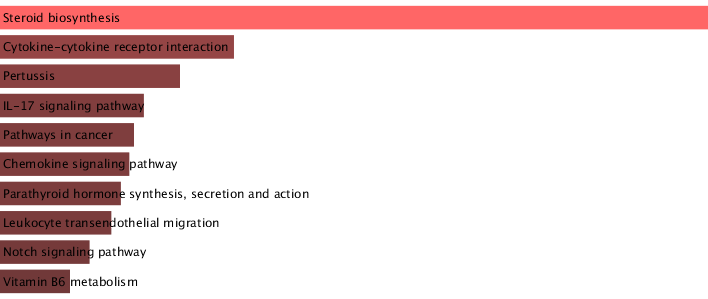 Steroid biosynthesis
Cytokine-cytokine receptor interaction
Pertussis
IL-17 signaling pathway
Pathways in cancer
Chemokine signaling pathway
Parathyroid hormone synthesis, secretion and action
Leukocyte transendothelial migration
Notch signaling pathway
Vitamin B6 metabolism